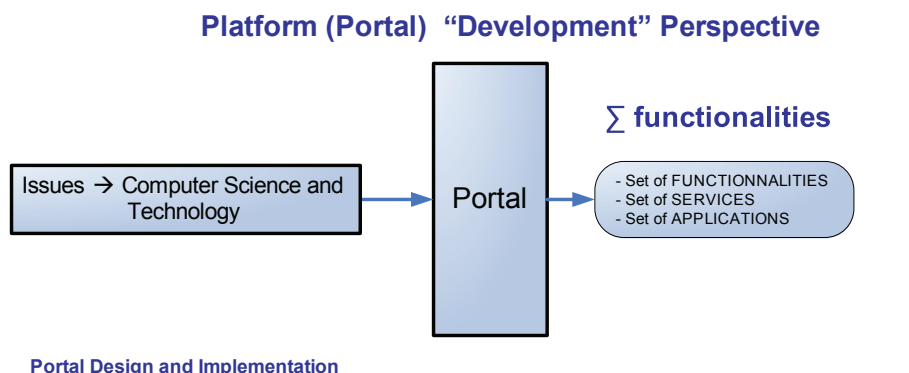 Platform (Portal) “Development” Perspective
∑ functionalities
Issues → Computer Science and
Technology
Portal
- Set of FUNCTIONNALITIES
- Set of SERVICES
- Set of APPLICATIONS
Portal Design and Implementation